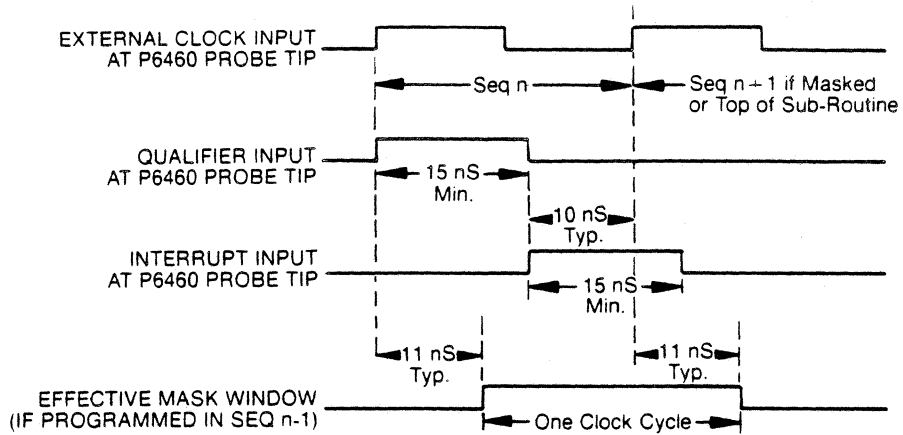 EXTERNAL CLOCK INPUT
AT P6460 PROBE TIP
Seq n
Seq n + 1 if Masked
or Top of Sub-Routine
QUALIFIER INPUT
AT P6460 PROBE TIP
15 nS
Min.
10 nS
Typ.
INTERRUPT INPUT
AT P6460 PROBE TIP
15 nS
Min.
11 nS
Typ.
11 nS
Typ.
EFFECTIVE MASK WINDOW
(IF PROGRAMMED IN SEQ n-1)
One Clock Cycle